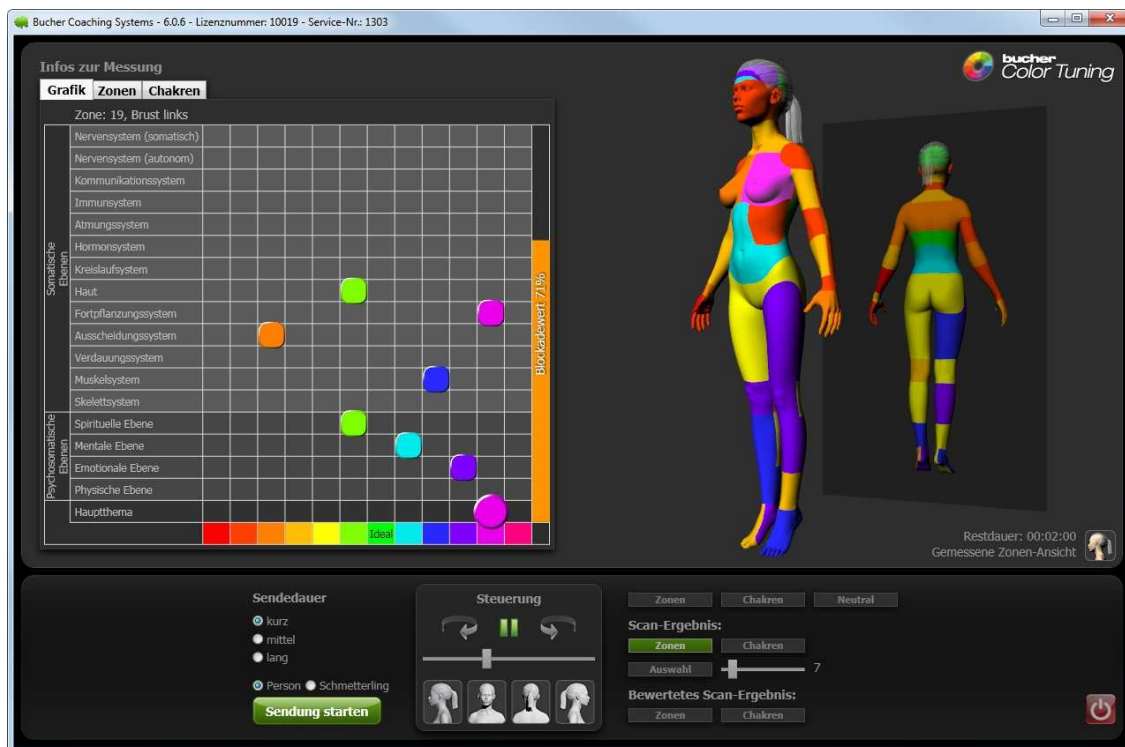 Bucher Coaching Systems - 6.0.6 - Lizenznummer: 10019 - Service-Nr.: 1303
Infos zur Messung
Grafik Zonen Chakren
Zone: 19, Brust links
Somatische Ebenen
Nervensystem (somatisch)
Nervensystem (autonom)
Kommunikationssystem
Immunsystem
Atmungssystem
Hormonsystem
Kreislaufsystem
Haut
Fortpflanzungssystem
Ausscheidungssystem
Verdauungssystem
Muskelsystem
Skelettsystem
Psychosomatische Ebenen
Spirituelle Ebene
Mentale Ebene
Emotionale Ebene
Physische Ebene
Hauptthema
Ideal
Blockadewert 71%
bucher
Color Tuning
Restdauer: 00:02:00
Gemessene Zonen-Ansicht
Sendedauer
kurz
mittel
lang
Person Schmetterling
Sendung starten
Steuerung
Zonen Chakren Neutral
Scan-Ergebnis:
Zonen Chakren
Auswahl 7
Bewertetes Scan-Ergebnis:
Zonen Chakren